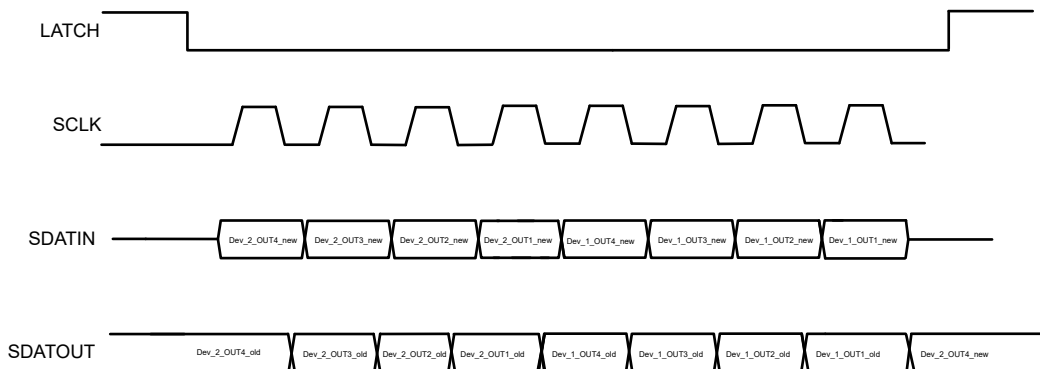 LATCH
SCLK
SDATIN
Dev_2_OUT4_new Dev_2_OUT3_new Dev_2_OUT2_new Dev_2_OUT1_new Dev_1_OUT4_new Dev_1_OUT3_new Dev_1_OUT2_new Dev_1_OUT1_new
SDATOUT
Dev_2_OUT4_old Dev_2_OUT3_old Dev_2_OUT2_old Dev_2_OUT1_old Dev_1_OUT4_old Dev_1_OUT3_old Dev_1_OUT2_old Dev_1_OUT1_old Dev_2_OUT4_new